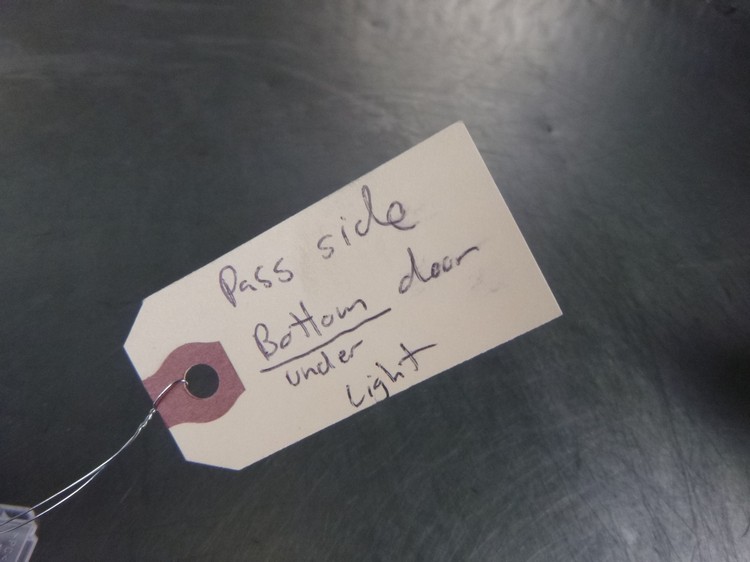 Pass side
Bottom door
under
Light